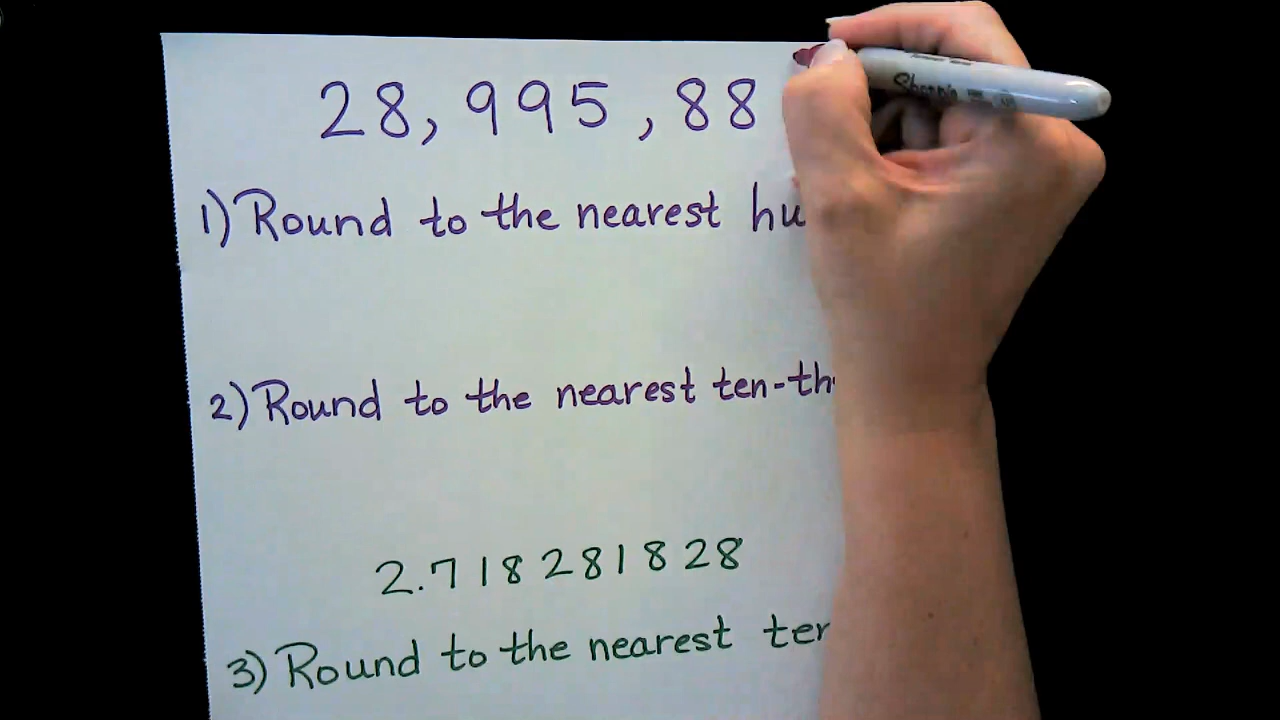 28,995,88
1) Round to the nearest hu
2) Round to the nearest ten-th
2.718281828
3) Round to the nearest ter
Sharpie